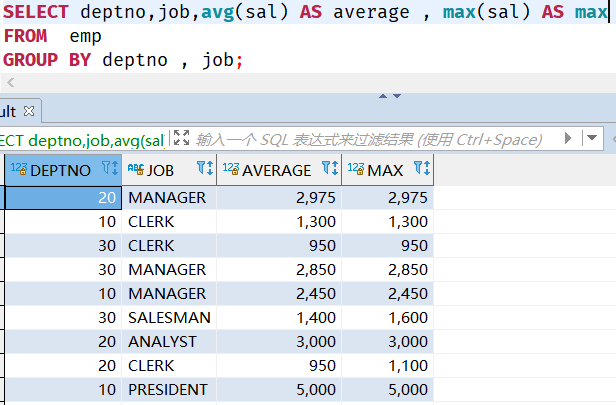 SELECT deptno,job,avg(sal) AS average , max(sal) AS max
FROM emp
GROUP BY deptno , job;
ult
ECT deptno,job,avg(sal 输入一个 SQL 表达式来过滤结果 (使用 Ctrl+Space)
123 DEPTNO ABC JOB 123 AVERAGE 123 MAX
20 MANAGER 2,975 2,975
10 CLERK 1,300 1,300
30 CLERK 950 950
30 MANAGER 2,850 2,850
10 MANAGER 2,450 2,450
30 SALESMAN 1,400 1,600
20 ANALYST 3,000 3,000
20 CLERK 950 1,100
10 PRESIDENT 5,000 5,000